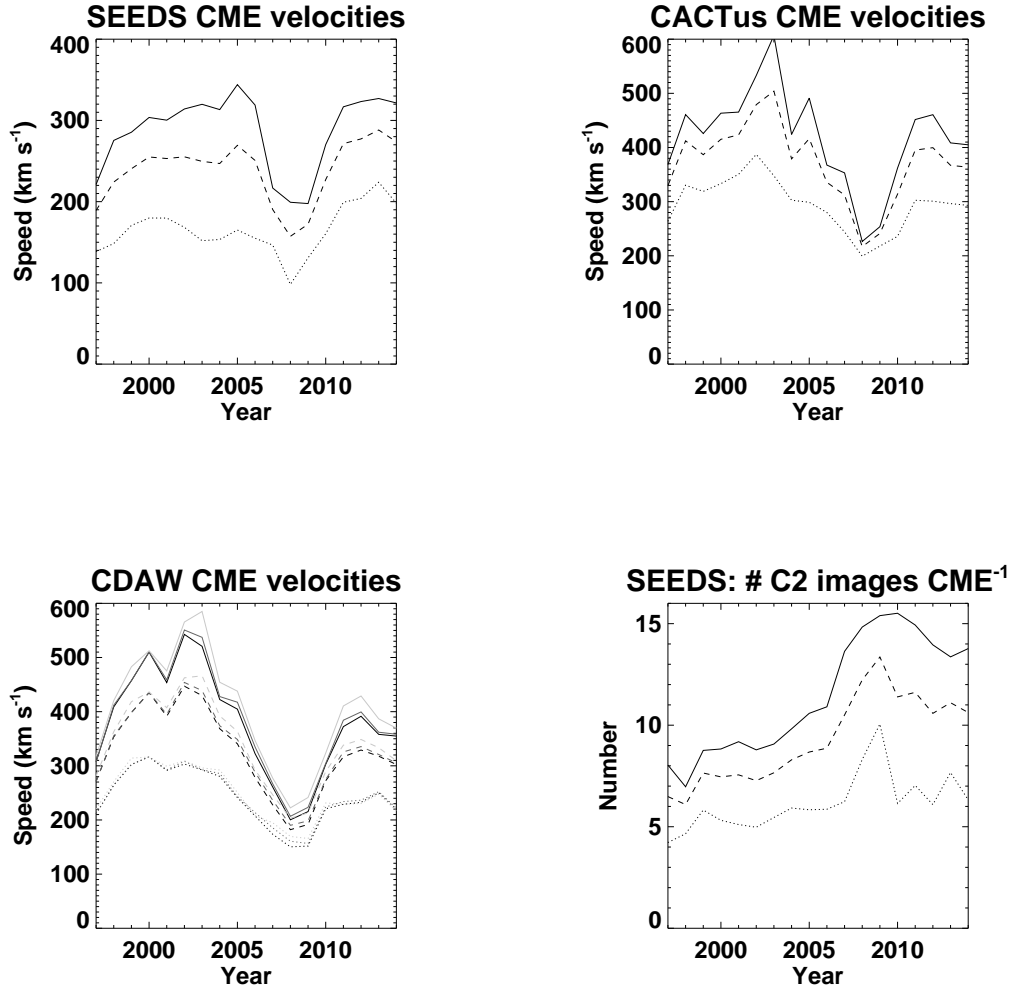 SEEDS CME velocities
400
300
200
100
0
Speed (km s-1)
2000 2005 2010
Year
CACTus CME velocities
600
500
400
300
200
100
0
Speed (km s-1)
2000 2005 2010
Year
CDAW CME velocities
600
500
400
300
200
100
0
Speed (km s-1)
2000 2005 2010
Year
SEEDS: # C2 images CME-1
15
10
5
0
Number
2000 2005 2010
Year